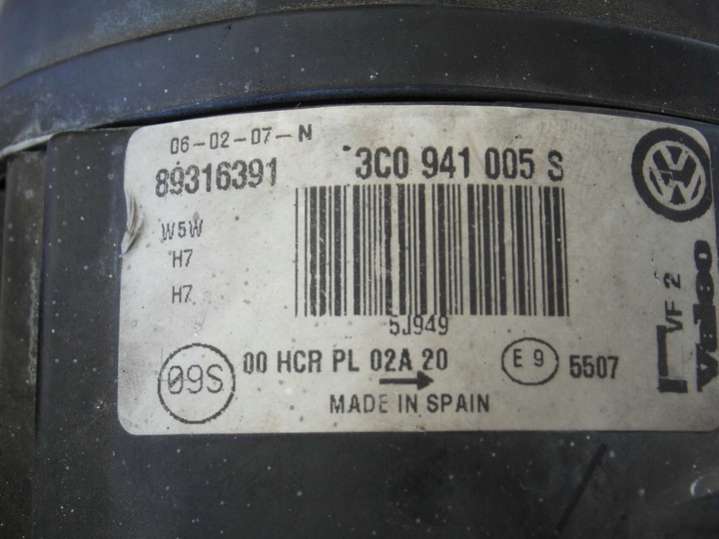 06-02-07-N
89316391
3C0 941 005 S
W5W
H7
H7
5J949
09S
00 HCR PL 02A 20
E 9
5507
MADE IN SPAIN
VF 2
Valeo